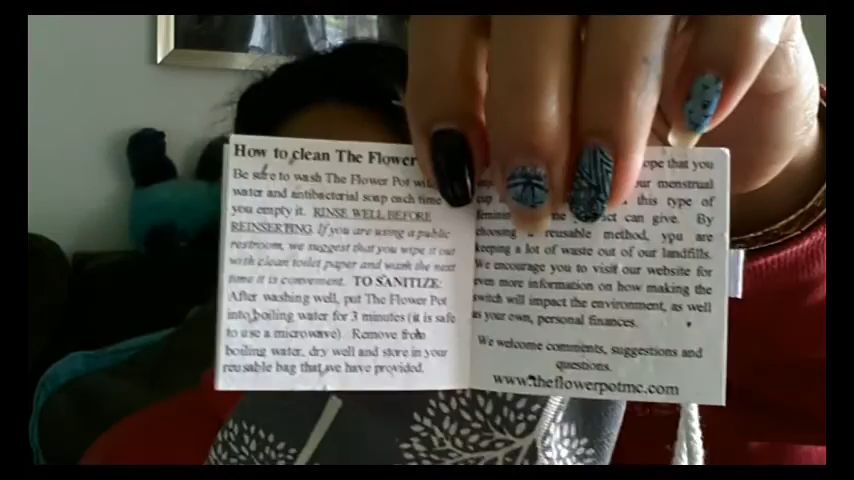 How to clean The Flower
Be sure to wash The Flower Pot
water and antibacterial soap each time
you empty it. RINSE WELL BEFORE
REINSERTING. If you are using a public
restroom, we suggest that you wipe it out
with clean toilet paper and wash the next
time it is convenient. TO SANITIZE:
After washing well, put The Flower Pot
into boiling water for 3 minutes (it is safe
to use a microwave). Remove from
boiling water, dry well and store in your
reusable bag that we have provided.
that you
menstrual
cup this type of
can give. By
choosing a reusable method, you are
keeping a lot of waste out of our landfills.
We encourage you to visit our website for
even more information on how making the
switch will impact the environment, as well
as your own, personal finances.
We welcome comments, suggestions and
questions.
www.theflowerpotmc.com